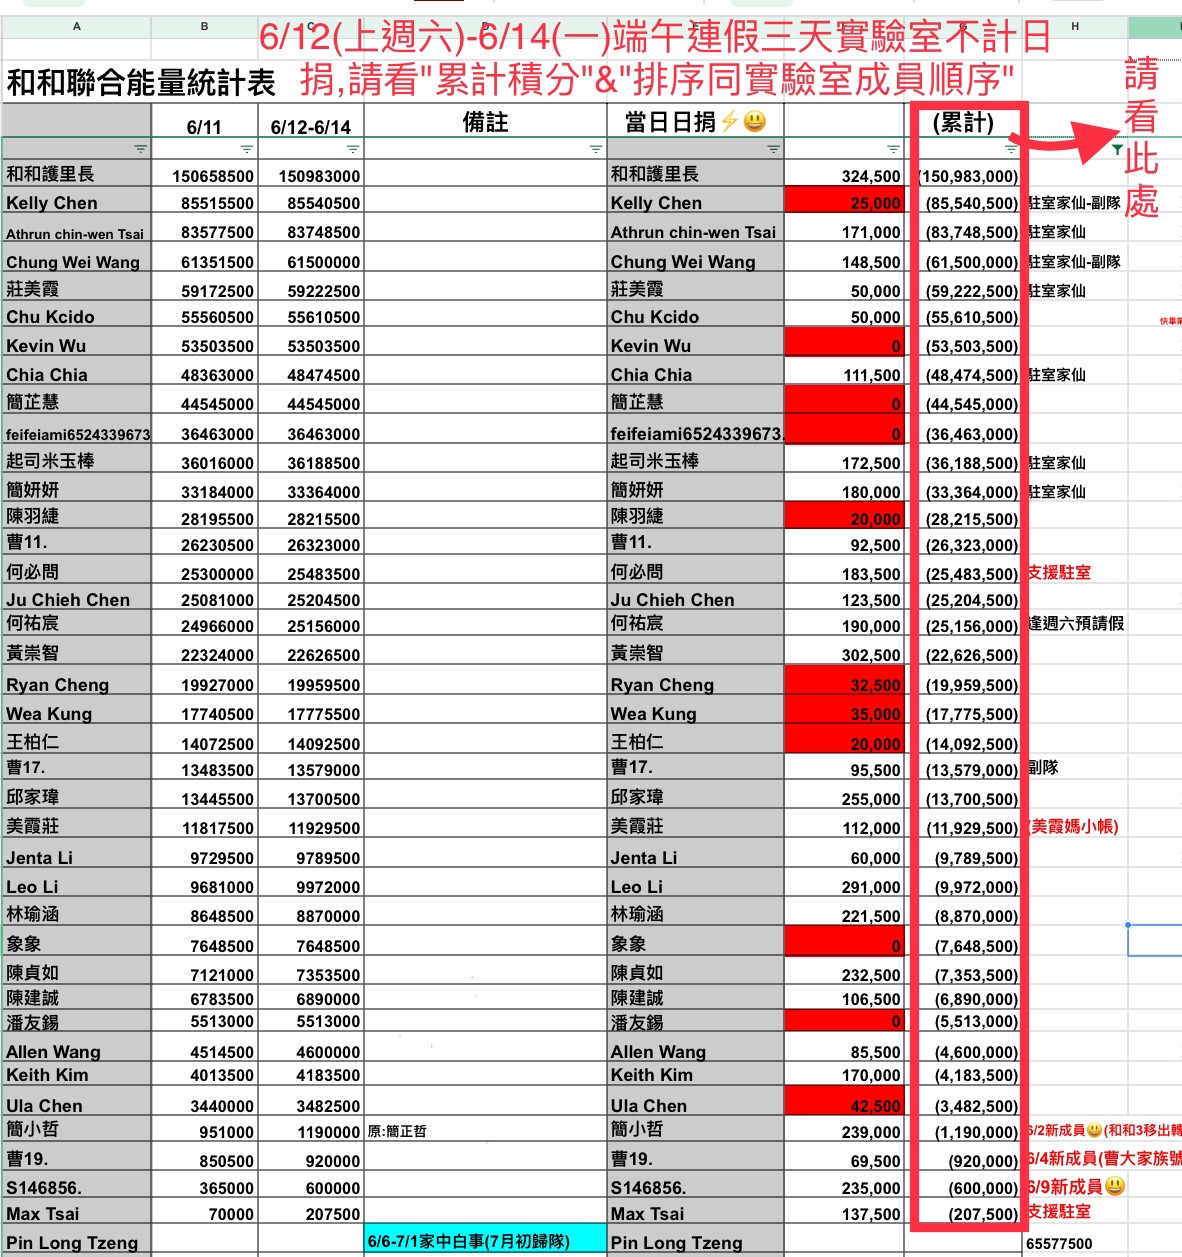 A B C D E F G H
6/12(上週六)-6/14(一)端午連假三天實驗室不計日
捐,請看"累計積分"&"排序同實驗室成員順序"
請看此處
和和聯合能量統計表
6/11 6/12-6/14 備註 當日日捐⚡😃 (累計)
和和護里長 150658500 150983000 和和護里長 324,500 (150,983,000)
Kelly Chen 85515500 85540500 Kelly Chen 25,000 (85,540,500) 駐室家仙-副隊
Athrun chin-wen Tsai 83577500 83748500 Athrun chin-wen Tsai 171,000 (83,748,500) 駐室家仙
Chung Wei Wang 61351500 61500000 Chung Wei Wang 148,500 (61,500,000) 駐室家仙-副隊
莊美霞 59172500 59222500 莊美霞 50,000 (59,222,500) 駐室家仙
Chu Kcido 55560500 55610500 Chu Kcido 50,000 (55,610,500) 快畢業
Kevin Wu 53503500 53503500 Kevin Wu 0 (53,503,500)
Chia Chia 48363000 48474500 Chia Chia 111,500 (48,474,500) 駐室家仙
簡芷慧 44545000 44545000 簡芷慧 0 (44,545,000)
feifeiami6524339673 36463000 36463000 feifeiami6524339673. 0 (36,463,000)
起司米玉棒 36016000 36188500 起司米玉棒 172,500 (36,188,500) 駐室家仙
簡妍妍 33184000 33364000 簡妍妍 180,000 (33,364,000) 駐室家仙
陳羽緁 28195500 28215500 陳羽緁 20,000 (28,215,500)
曹11. 26230500 26323000 曹11. 92,500 (26,323,000)
何必問 25300000 25483500 何必問 183,500 (25,483,500) 支援駐室
Ju Chieh Chen 25081000 25204500 Ju Chieh Chen 123,500 (25,204,500)
何祐宸 24966000 25156000 何祐宸 190,000 (25,156,000) 逢週六預請假
黃崇智 22324000 22626500 黃崇智 302,500 (22,626,500)
Ryan Cheng 19927000 19959500 Ryan Cheng 32,500 (19,959,500)
Wea Kung 17740500 17775500 Wea Kung 35,000 (17,775,500)
王柏仁 14072500 14092500 王柏仁 20,000 (14,092,500)
曹17. 13483500 13579000 曹17. 95,500 (13,579,000) 副隊
邱家瑋 13445500 13700500 邱家瑋 255,000 (13,700,500)
美霞莊 11817500 11929500 美霞莊 112,000 (11,929,500) (美霞媽小帳)
Jenta Li 9729500 9789500 Jenta Li 60,000 (9,789,500)
Leo Li 9681000 9972000 Leo Li 291,000 (9,972,000)
林瑜涵 8648500 8870000 林瑜涵 221,500 (8,870,000)
象象 7648500 7648500 象象 0 (7,648,500)
陳貞如 7121000 7353500 陳貞如 232,500 (7,353,500)
陳建誠 6783500 6890000 陳建誠 106,500 (6,890,000)
潘友錫 5513000 5513000 潘友錫 0 (5,513,000)
Allen Wang 4514500 4600000 Allen Wang 85,500 (4,600,000)
Keith Kim 4013500 4183500 Keith Kim 170,000 (4,183,500)
Ula Chen 3440000 3482500 Ula Chen 42,500 (3,482,500)
簡小哲 951000 1190000 原:簡正哲 簡小哲 239,000 (1,190,000) 6/2新成員😃(和和3移出轉
曹19. 850500 920000 曹19. 69,500 (920,000) 6/4新成員(曹大家族號
S146856. 365000 600000 S146856. 235,000 (600,000) 6/9新成員😃
Max Tsai 70000 207500 Max Tsai 137,500 (207,500) 支援駐室
Pin Long Tzeng 6/6-7/1家中白事(7月初歸隊) Pin Long Tzeng 65577500